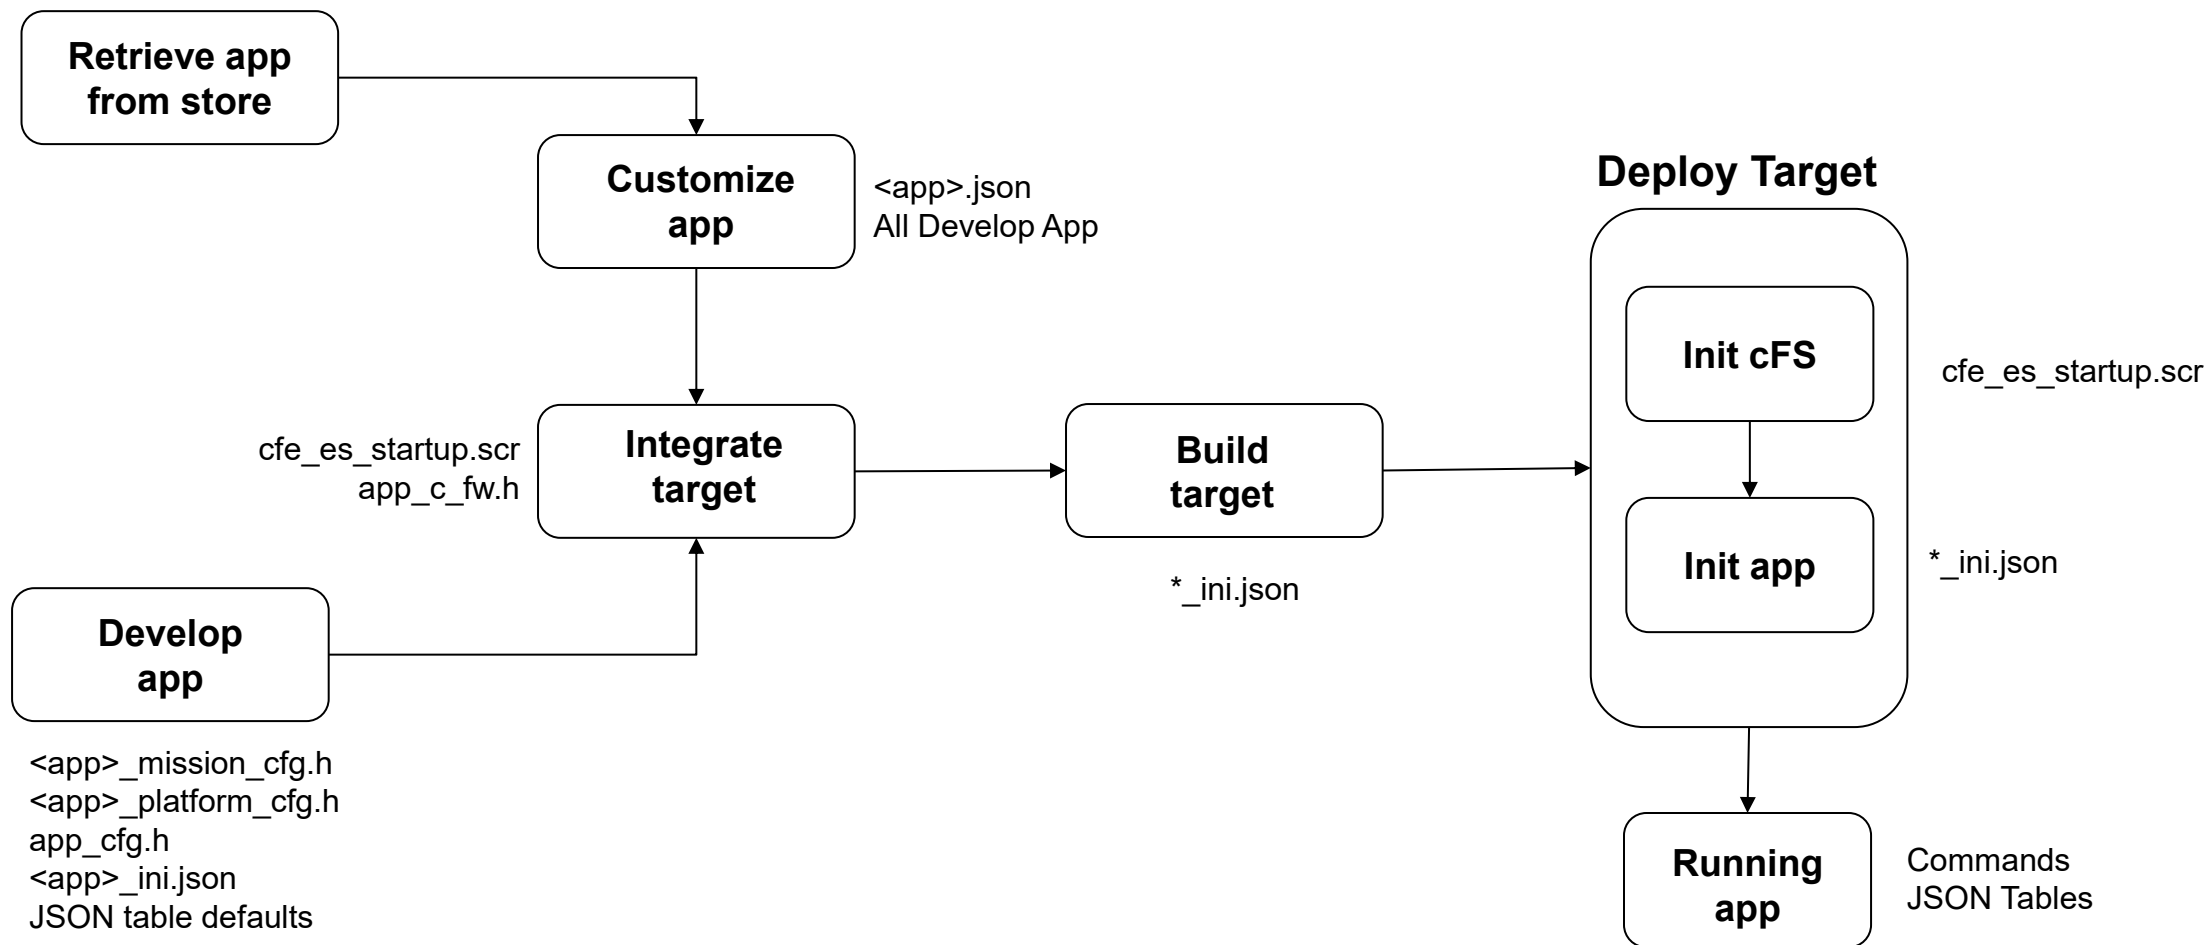 Retrieve app
from store
Customize
app
<app>.json
All Develop App
Deploy Target
Init cFS
cfe_es_startup.scr
cfe_es_startup.scr
app_c_fw.h
Integrate
target
Build
target
*_ini.json
Init app
*_ini.json
Develop
app
<app>_mission_cfg.h
<app>_platform_cfg.h
app_cfg.h
<app>_ini.json
JSON table defaults
Running
app
Commands
JSON Tables